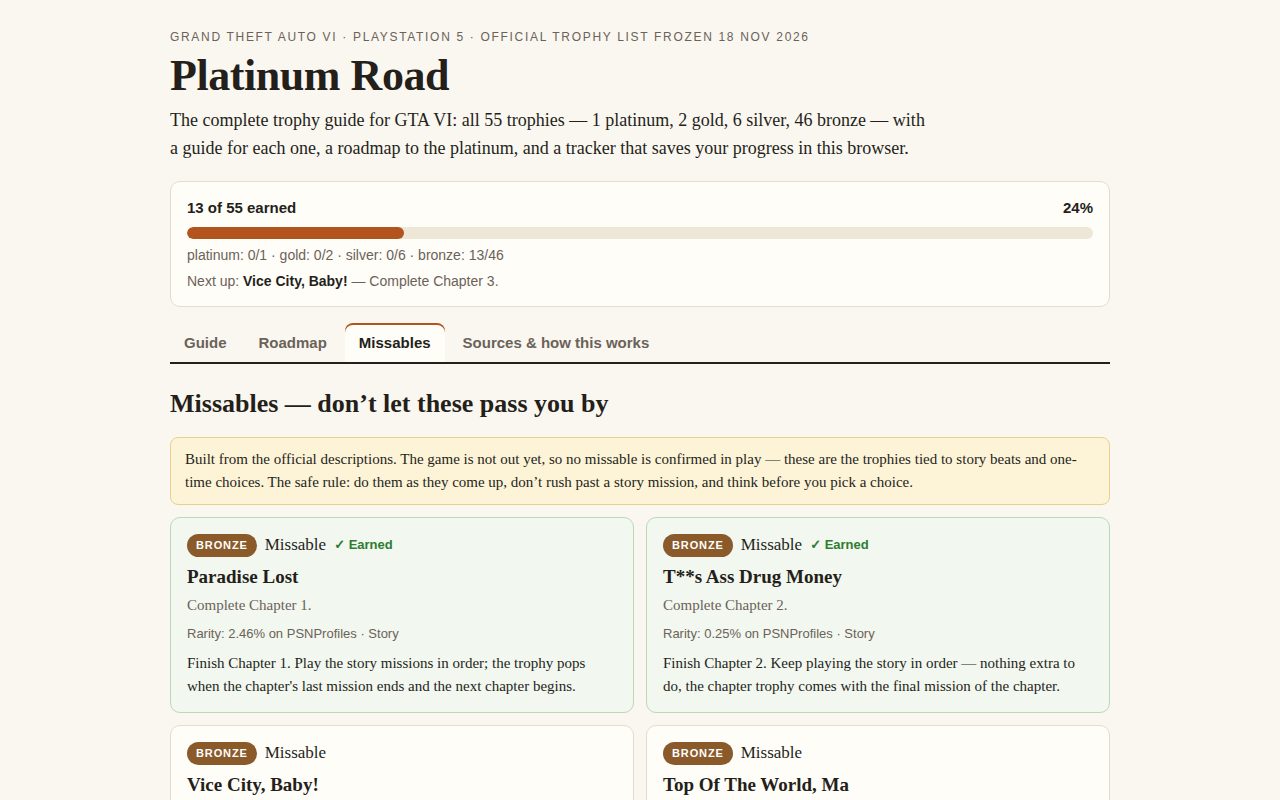 GRAND THEFT AUTO VI · PLAYSTATION 5 · OFFICIAL TROPHY LIST FROZEN 18 NOV 2026
Platinum Road
The complete trophy guide for GTA VI: all 55 trophies — 1 platinum, 2 gold, 6 silver, 46 bronze — with
a guide for each one, a roadmap to the platinum, and a tracker that saves your progress in this browser.
13 of 55 earned 24%
platinum: 0/1 · gold: 0/2 · silver: 0/6 · bronze: 13/46
Next up: Vice City, Baby! — Complete Chapter 3.
Guide Roadmap Missables Sources & how this works
Missables — don’t let these pass you by
Built from the official descriptions. The game is not out yet, so no missable is confirmed in play — these are the trophies tied to story beats and one-
time choices. The safe rule: do them as they come up, don’t rush past a story mission, and think before you pick a choice.
BRONZE Missable ✓ Earned
Paradise Lost
Complete Chapter 1.
Rarity: 2.46% on PSNProfiles · Story
Finish Chapter 1. Play the story missions in order; the trophy pops
when the chapter's last mission ends and the next chapter begins.
BRONZE Missable ✓ Earned
T**s Ass Drug Money
Complete Chapter 2.
Rarity: 0.25% on PSNProfiles · Story
Finish Chapter 2. Keep playing the story in order — nothing extra to
do, the chapter trophy comes with the final mission of the chapter.
BRONZE Missable
Vice City, Baby!
BRONZE Missable
Top Of The World, Ma